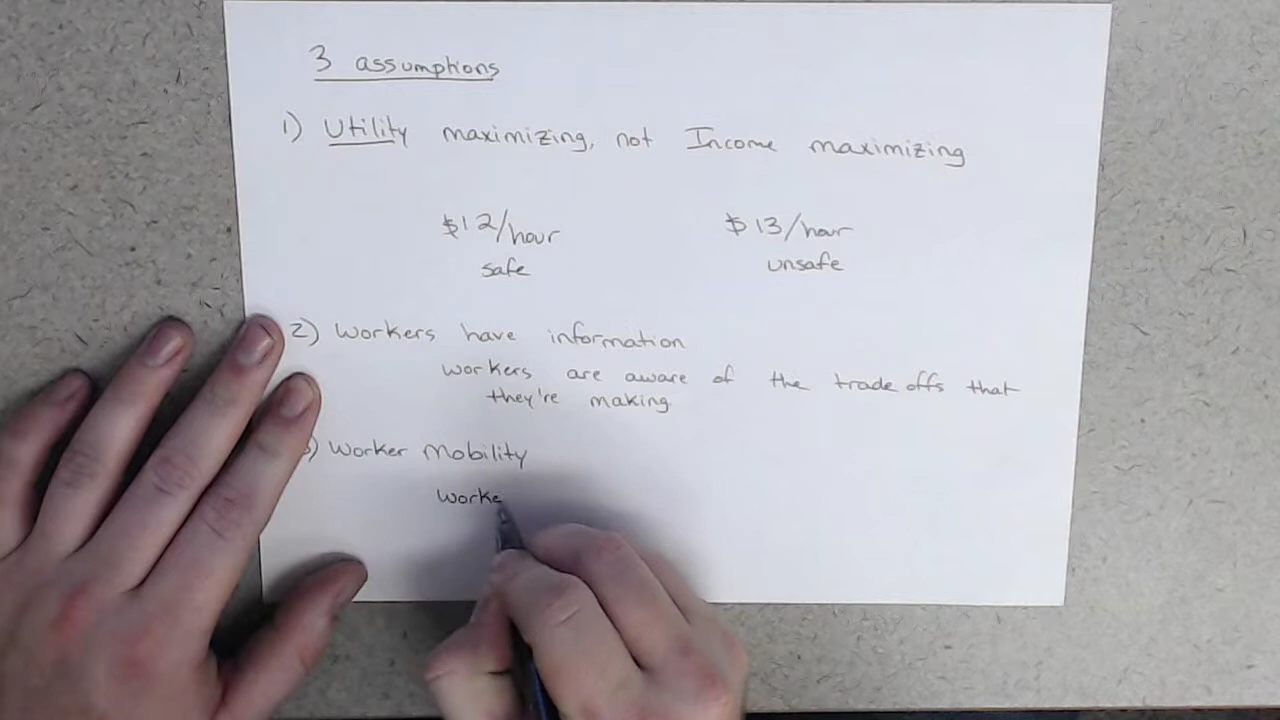 3 assumptions
1) Utility maximizing, not Income maximizing
$12/hour $13/hour
safe unsafe
2) Workers have information
workers are aware of the trade offs that
they're making.
3) Worker Mobility
worke